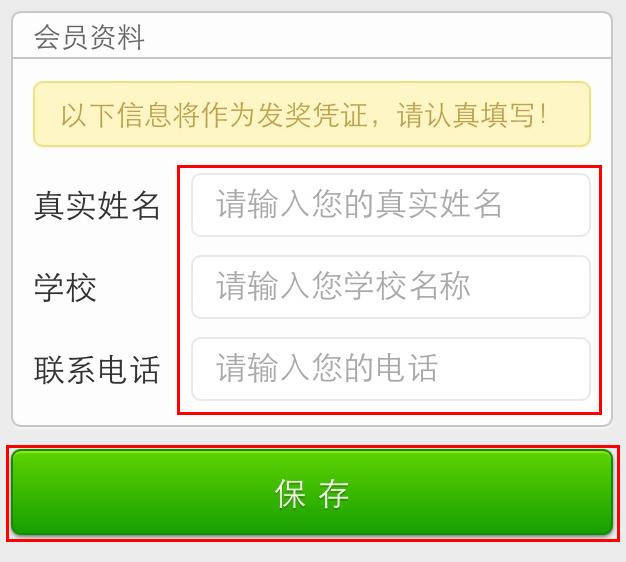 会员资料
以下信息将作为发奖凭证，请认真填写！
真实姓名 请输入您的真实姓名
学校 请输入您学校名称
联系电话 请输入您的电话
保存